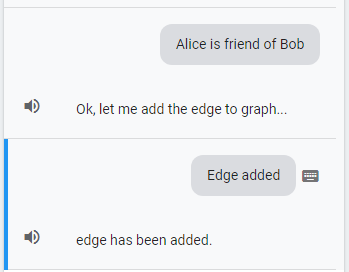 Alice is friend of Bob
Ok, let me add the edge to graph...
Edge added
edge has been added.